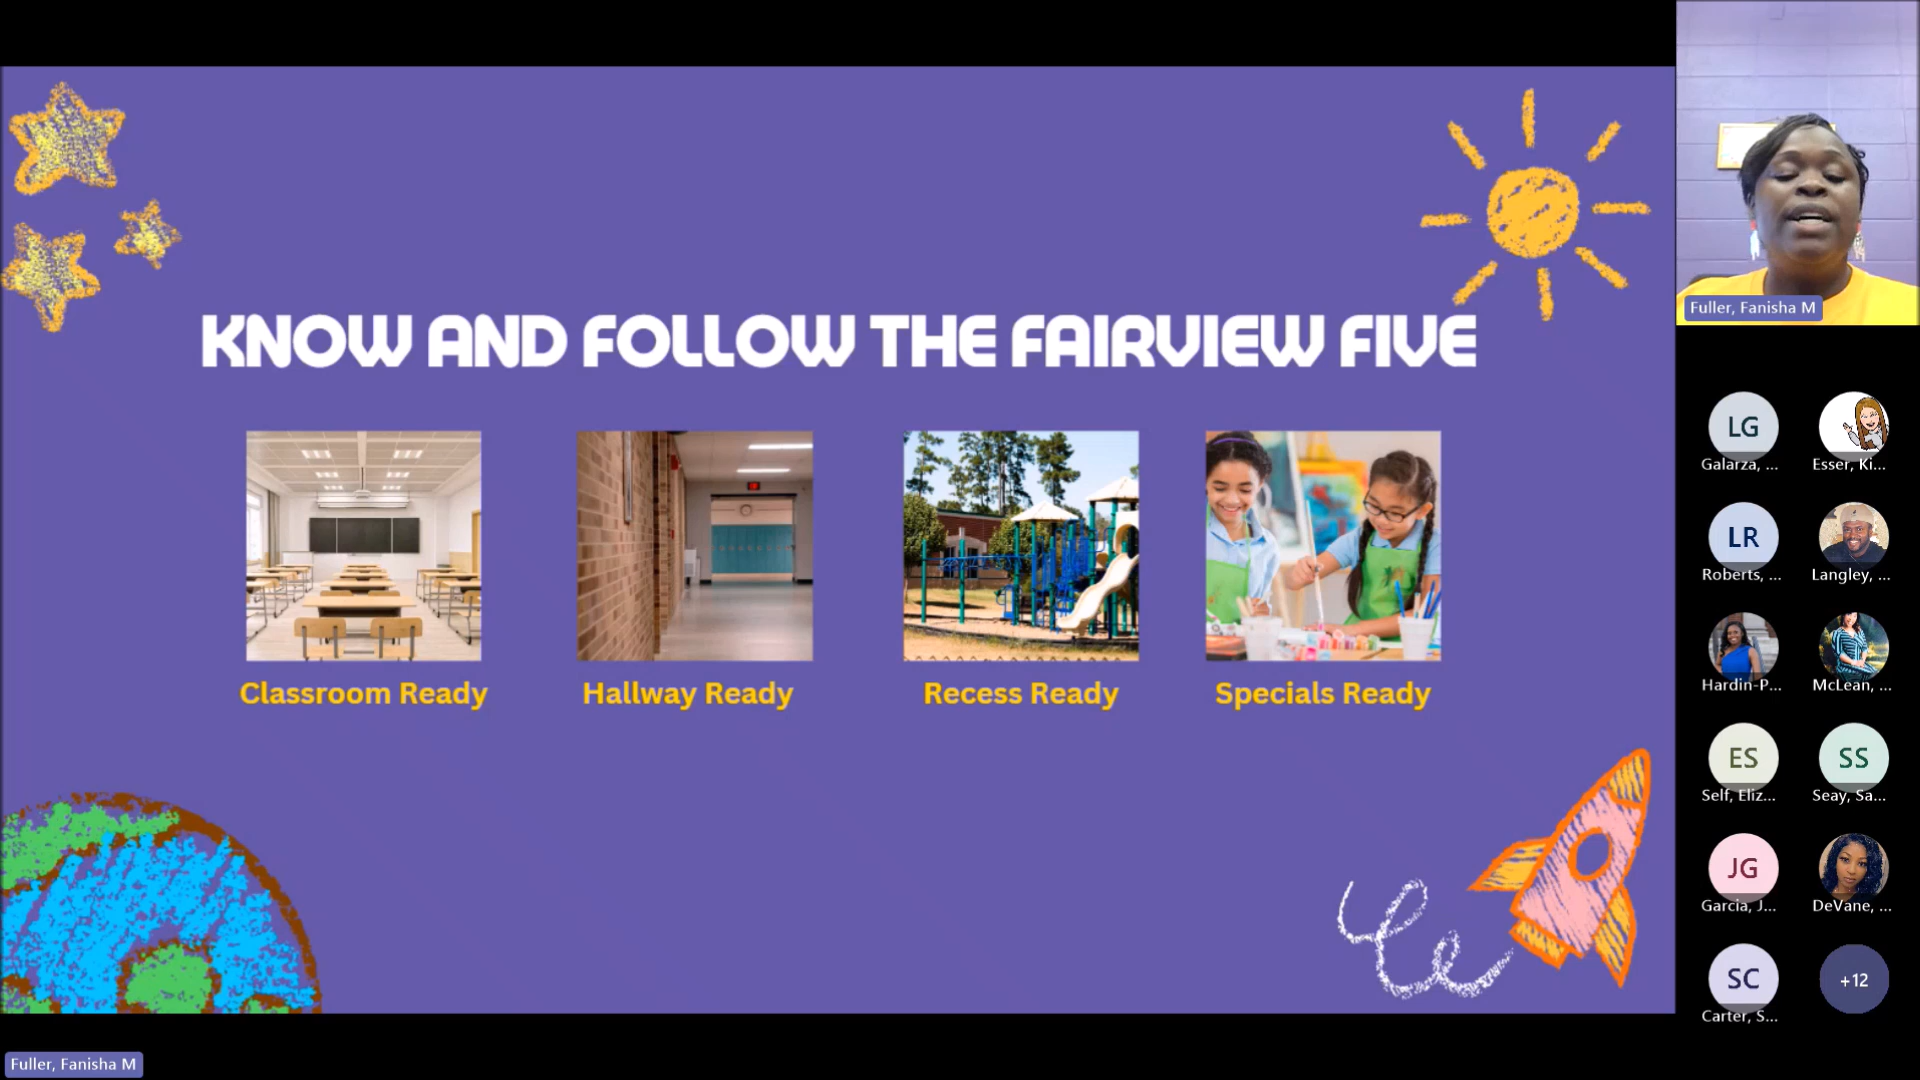 KNOW AND FOLLOW THE FAIRVIEW FIVE
Classroom Ready
Hallway Ready
Recess Ready
Specials Ready
Fuller, Fanisha M
LG
Galarza, ...
Esser, Ki...
LR
Roberts, ...
Langley, ...
Hardin-P...
McLean, ...
ES
Self, Eliz...
SS
Seay, Sa...
JG
Garcia, J...
DeVane, ...
SC
Carter, S...
+12
Fuller, Fanisha M